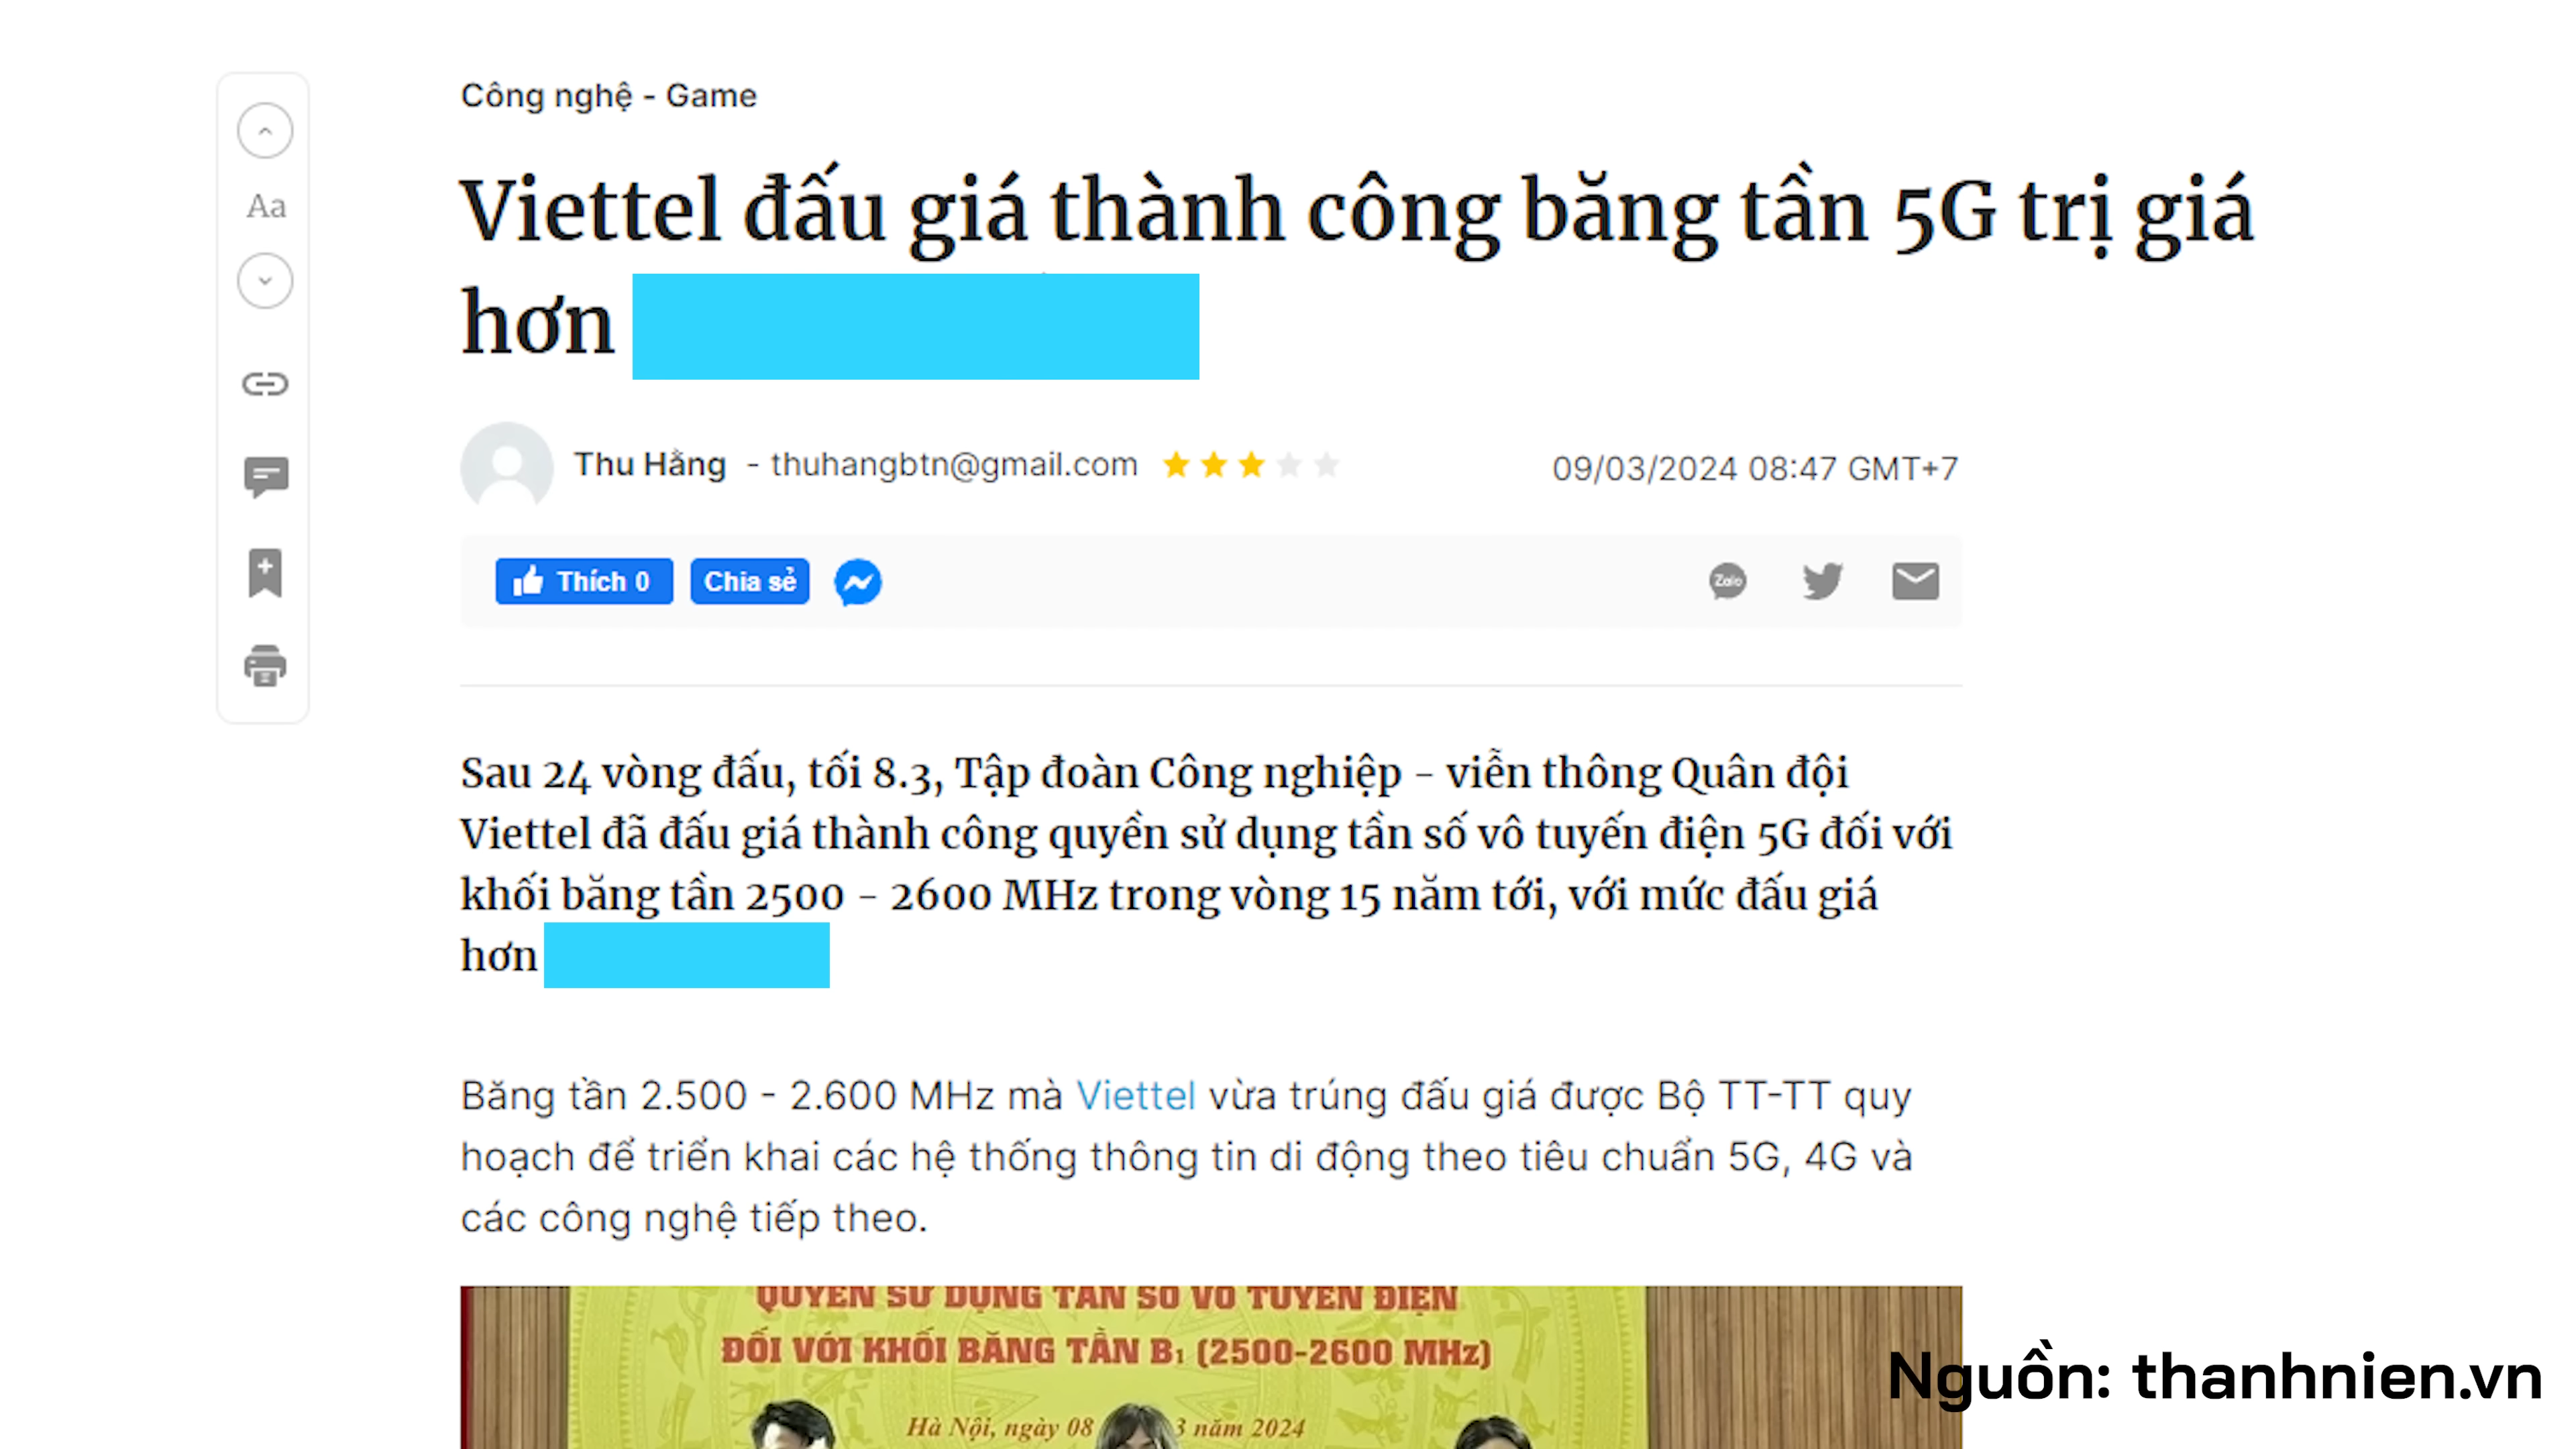 Công nghệ - Game
Viettel đấu giá thành công băng tần 5G trị giá
hơn
Aa
Thu Hằng - thuhangbtn@gmail.com
09/03/2024 08:47 GMT+7
Thích 0
Chia sẻ
Zalo
Sau 24 vòng đấu, tối 8.3, Tập đoàn Công nghiệp - viễn thông Quân đội
Viettel đã đấu giá thành công quyền sử dụng tần số vô tuyến điện 5G đối với
khối băng tần 2500 - 2600 MHz trong vòng 15 năm tới, với mức đấu giá
hơn
Băng tần 2.500 - 2.600 MHz mà Viettel vừa trúng đấu giá được Bộ TT-TT quy
hoạch để triển khai các hệ thống thông tin di động theo tiêu chuẩn 5G, 4G và
các công nghệ tiếp theo.
QUYỀN SỬ DỤNG TẦN SỐ VÔ TUYẾN ĐIỆN
ĐỐI VỚI KHỐI BĂNG TẦN B1 (2500-2600 MHz)
Hà Nội, ngày 08 3 năm 2024
Nguồn: thanhnien.vn